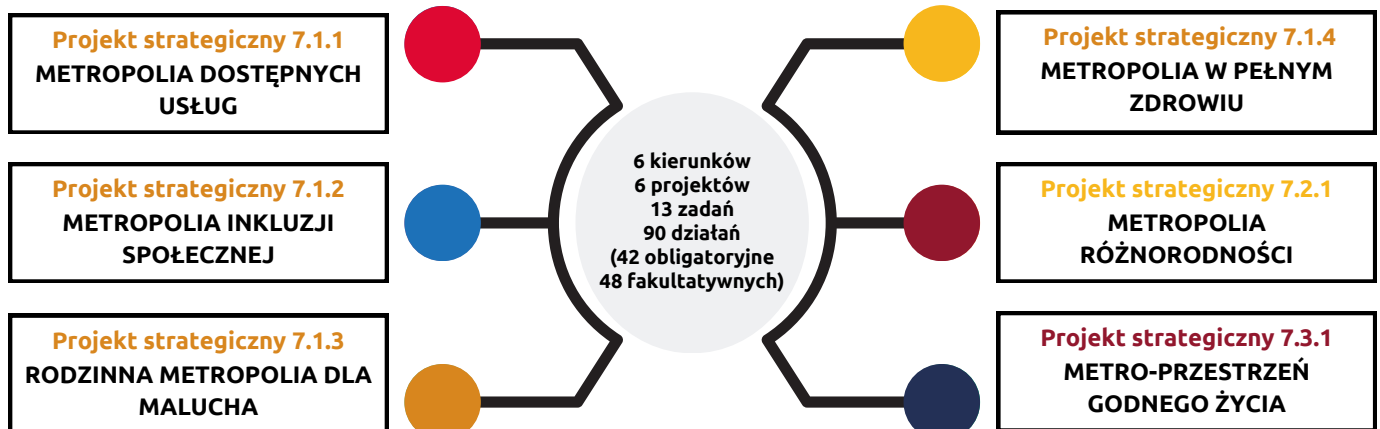 Projekt strategiczny 7.1.1
METROPOLIA DOSTĘPNYCH
USŁUG
Projekt strategiczny 7.1.2
METROPOLIA INKLUZJI
SPOŁECZNEJ
Projekt strategiczny 7.1.3
RODZINNA METROPOLIA DLA
MALUCHA
6 kierunków
6 projektów
13 zadań
90 działań
(42 obligatoryjne
48 fakultatywnych)
Projekt strategiczny 7.1.4
METROPOLIA W PEŁNYM
ZDROWIU
Projekt strategiczny 7.2.1
METROPOLIA
RÓŻNORODNOŚCI
Projekt strategiczny 7.3.1
METRO-PRZESTRZEŃ
GODNEGO ŻYCIA